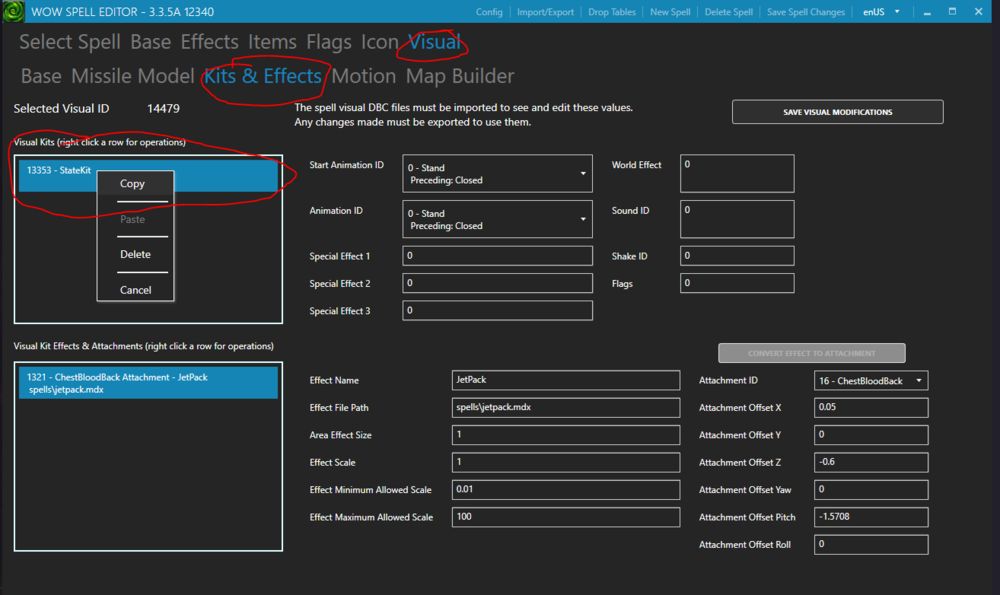 WOW SPELL EDITOR - 3.3.5A 12340
Config
Import/Export
Drop Tables
New Spell
Delete Spell
Save Spell Changes
enUS
Select Spell Base Effects Items Flags Icon Visual
Base Missile Model Kits & Effects Motion Map Builder
Selected Visual ID 14479
The spell visual DBC files must be imported to see and edit these values.
Any changes made must be exported to use them.
SAVE VISUAL MODIFICATIONS
Visual Kits (right click a row for operations)
13353 - StateKit
Copy
Paste
Delete
Cancel
Start Animation ID
0 - Stand
Preceding: Closed
Animation ID
0 - Stand
Preceding: Closed
Special Effect 1
0
Special Effect 2
0
Special Effect 3
0
World Effect
0
Sound ID
0
Shake ID
0
Flags
0
Visual Kit Effects & Attachments (right click a row for operations)
1321 - ChestBloodBack Attachment - JetPack
spells\jetpack.mdx
CONVERT EFFECT TO ATTACHMENT
Effect Name
JetPack
Effect File Path
spells\jetpack.mdx
Area Effect Size
1
Effect Scale
1
Effect Minimum Allowed Scale
0.01
Effect Maximum Allowed Scale
100
Attachment ID
16 - ChestBloodBack
Attachment Offset X
0.05
Attachment Offset Y
0
Attachment Offset Z
-0.6
Attachment Offset Yaw
0
Attachment Offset Pitch
-1.5708
Attachment Offset Roll
0